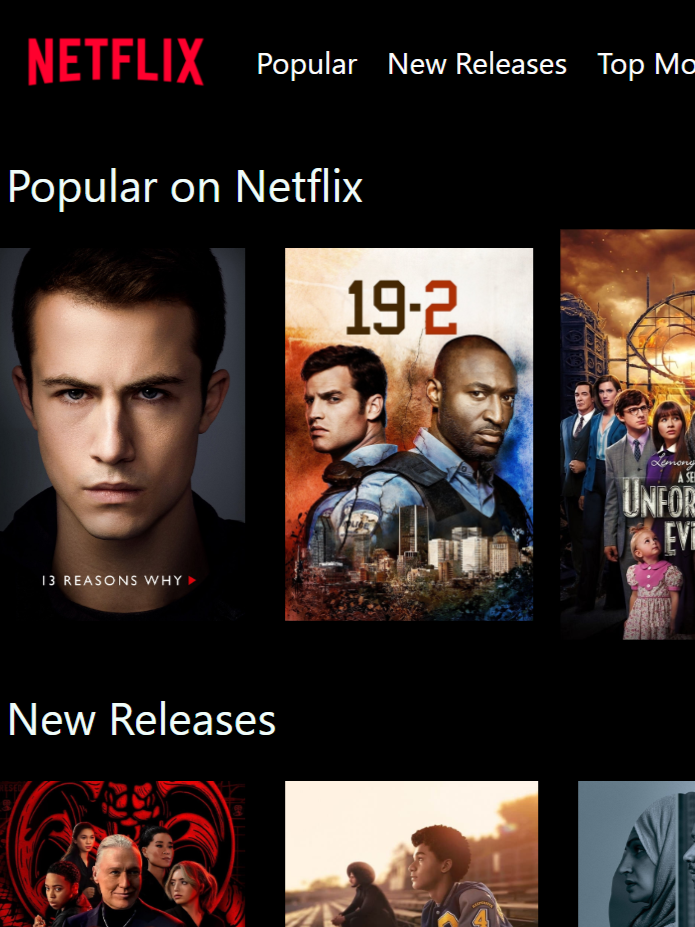 NETFLIX Popular New Releases Top Mo
Popular on Netflix
13 REASONS WHY
19-2
Lemony
A SE
UNFOR
EVE
New Releases
4